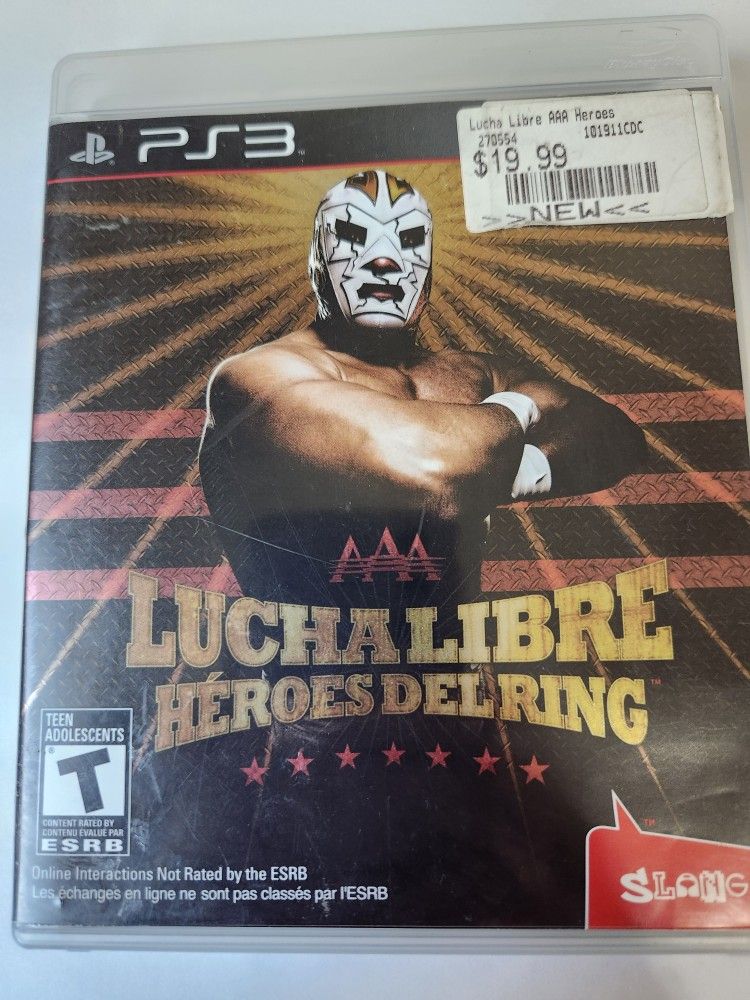 PS3
Lucha Libre AAA Heroes
270554 101911CDC
$19.99
>>NEW<<
AAA
LUCHA LIBRE
HÉROES DEL RING™
TEEN
ADOLESCENTS
T
®
CONTENT RATED BY
CONTENU ÉVALUÉ PAR
ESRB
Online Interactions Not Rated by the ESRB
Les échanges en ligne ne sont pas classés par l'ESRB
TM
SLANG